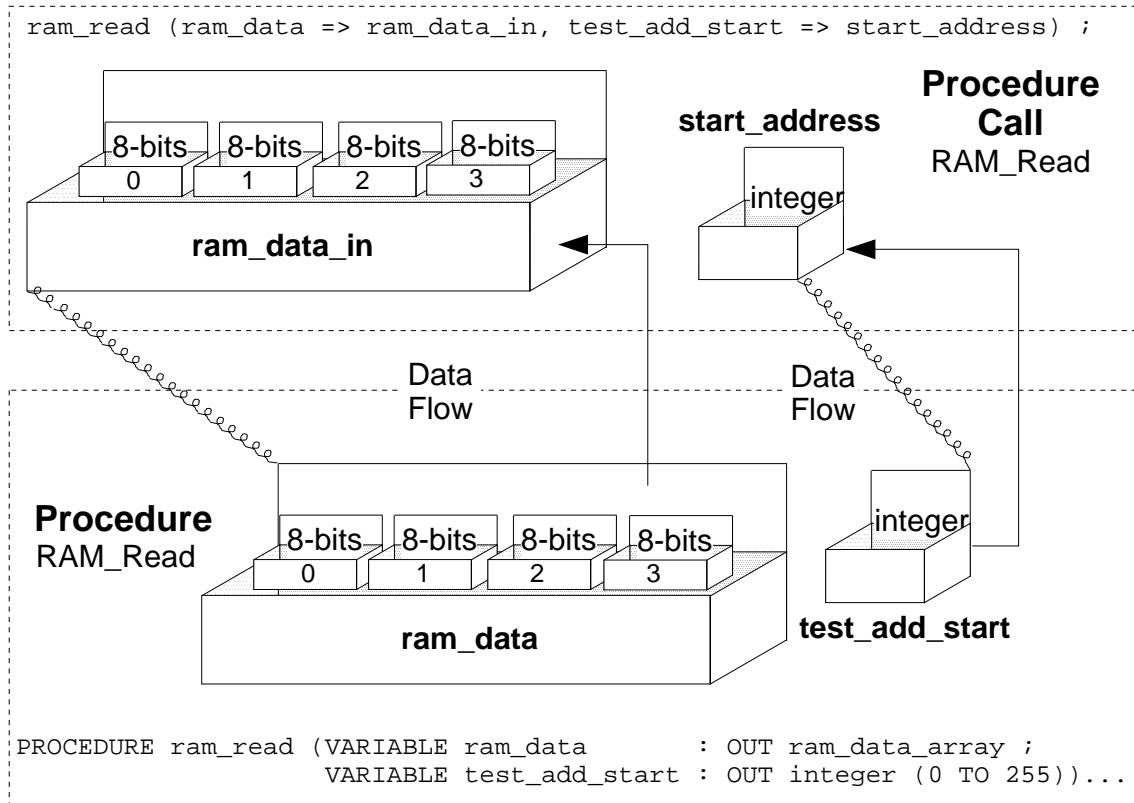 ram_read (ram_data => ram_data_in, test_add_start => start_address) ;
Procedure
Call
RAM_Read
start_address
8-bits 8-bits 8-bits 8-bits
0 1 2 3
integer
ram_data_in
Data
Flow
Data
Flow
Procedure
RAM_Read
8-bits 8-bits 8-bits 8-bits
0 1 2 3
integer
ram_data
test_add_start
PROCEDURE ram_read (VARIABLE ram_data : OUT ram_data_array ;
VARIABLE test_add_start : OUT integer (0 TO 255))...